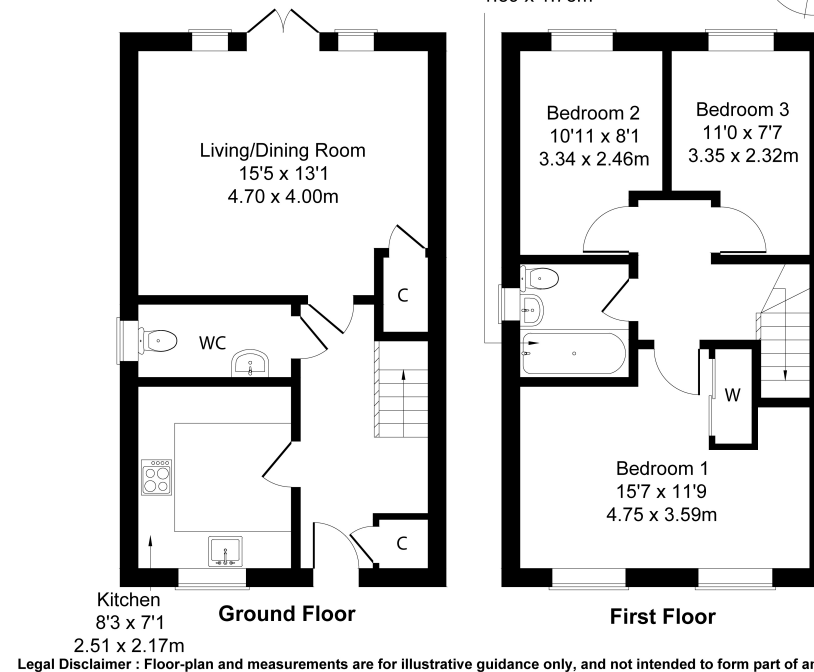 Living/Dining Room
15'5 x 13'1
4.70 x 4.00m
C
WC
C
Kitchen
8'3 x 7'1
2.51 x 2.17m
Ground Floor
Bedroom 2
10'11 x 8'1
3.34 x 2.46m
Bedroom 3
11'0 x 7'7
3.35 x 2.32m
W
Bedroom 1
15'7 x 11'9
4.75 x 3.59m
First Floor
Legal Disclaimer : Floor-plan and measurements are for illustrative guidance only, and not intended to form part of